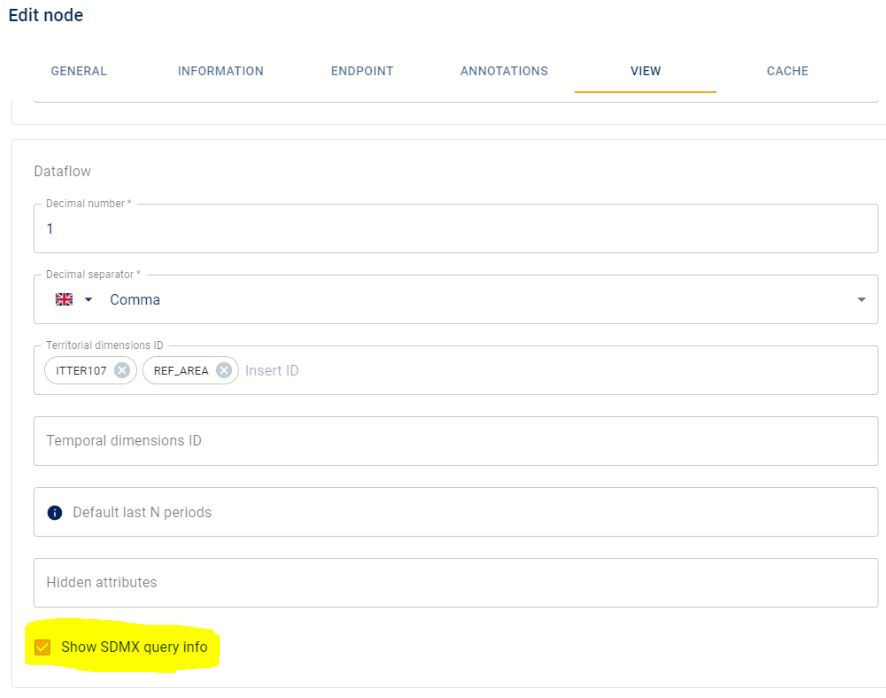 Edit node
GENERAL INFORMATION ENDPOINT ANNOTATIONS VIEW CACHE
Dataflow
Decimal number *
1
Decimal separator *
Comma
Territorial dimensions ID
ITTER107 REF_AREA Insert ID
Temporal dimensions ID
Default last N periods
Hidden attributes
Show SDMX query info